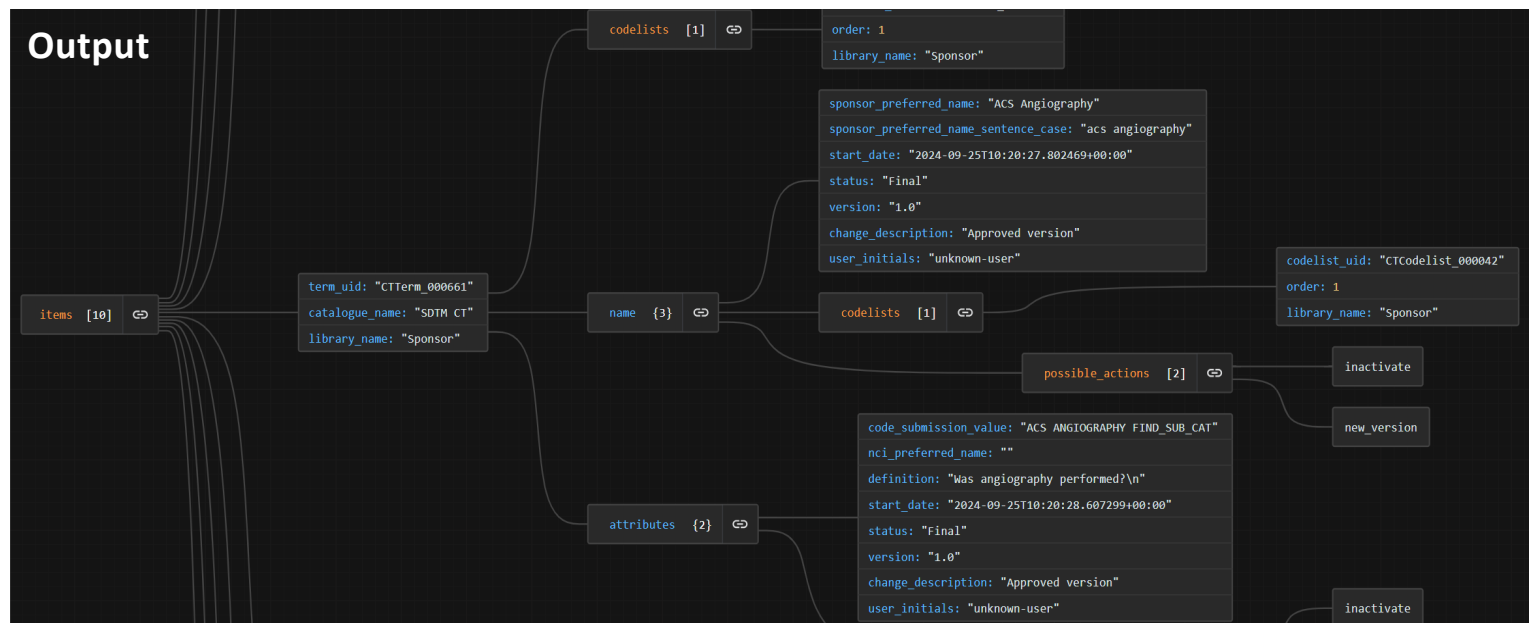 Output
codelists [1]
order: 1
library_name: "Sponsor"
sponsor_preferred_name: "ACS Angiography"
sponsor_preferred_name_sentence_case: "acs angiography"
start_date: "2024-09-25T10:20:27.802469+00:00"
status: "Final"
version: "1.0"
change_description: "Approved version"
user_initials: "unknown-user"
items [10]
term_uid: "CTTerm_000661"
catalogue_name: "SDTM CT"
library_name: "Sponsor"
name {3}
codelists [1]
codelist_uid: "CTCodelist_000042"
order: 1
library_name: "Sponsor"
possible_actions [2]
inactivate
new_version
attributes {2}
code_submission_value: "ACS ANGIOGRAPHY FIND_SUB_CAT"
nci_preferred_name: ""
definition: "Was angiography performed?\n"
start_date: "2024-09-25T10:20:28.607299+00:00"
status: "Final"
version: "1.0"
change_description: "Approved version"
user_initials: "unknown-user"
inactivate